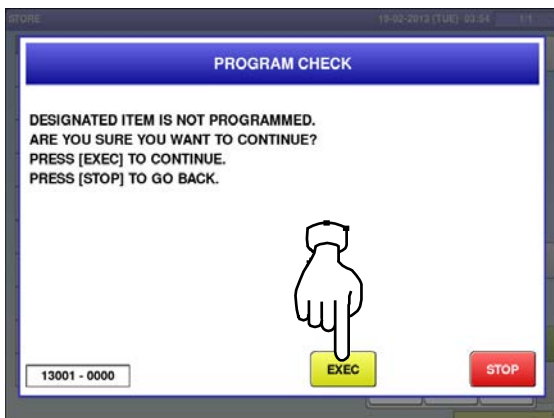 STORE 19-02-2013 (TUE) 03:54 1/1
PROGRAM CHECK
DESIGNATED ITEM IS NOT PROGRAMMED.
ARE YOU SURE YOU WANT TO CONTINUE?
PRESS [EXEC] TO CONTINUE.
PRESS [STOP] TO GO BACK.
13001 - 0000 EXEC STOP